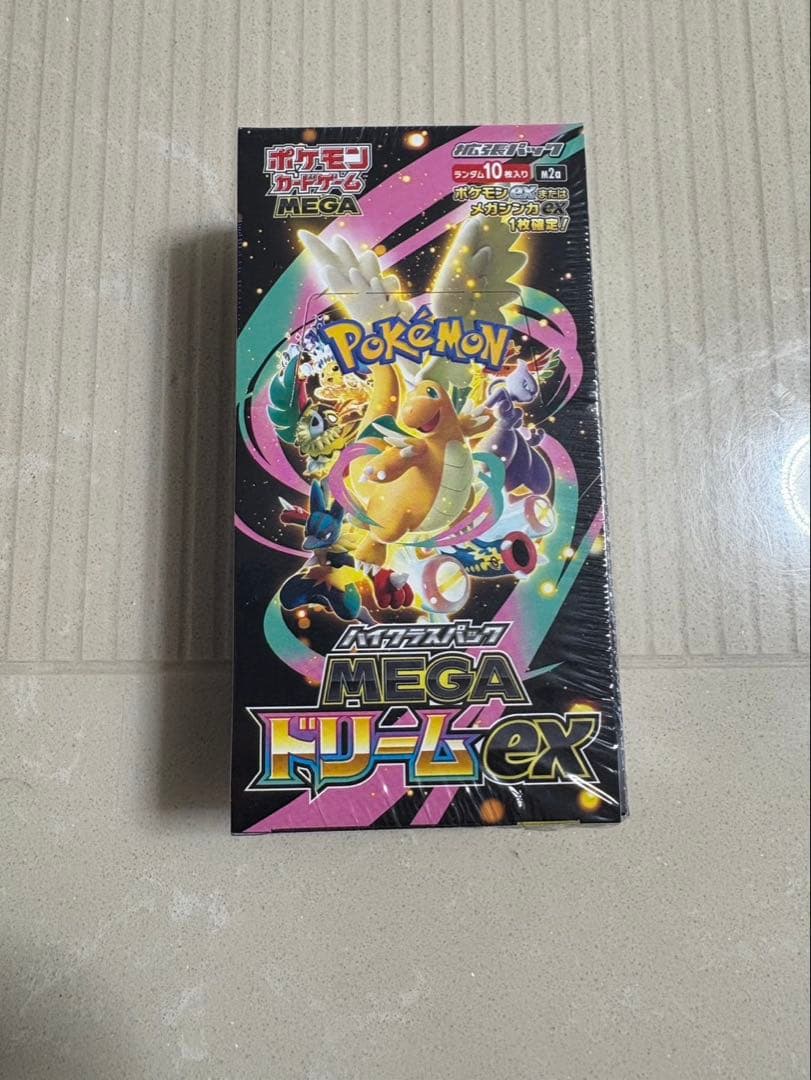 ポケモン
カードゲーム
MEGA
拡張パック
ランダム10枚入り M2a
ポケモンexまたは
メガシンカex
1枚確定!
POKéMON
ハイクラスパック
MEGA
ドリームex